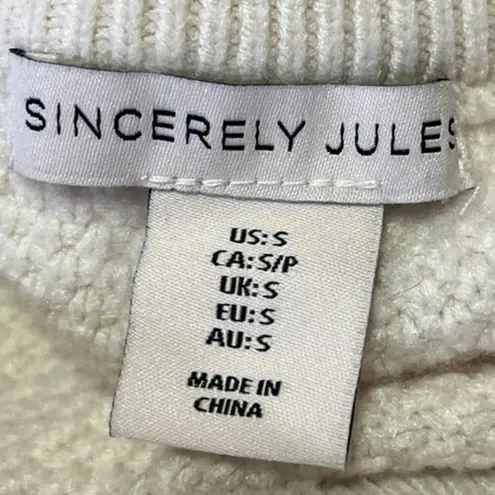 SINCERELY JULES
US: S
CA: S/P
UK: S
EU: S
AU: S
MADE IN
CHINA